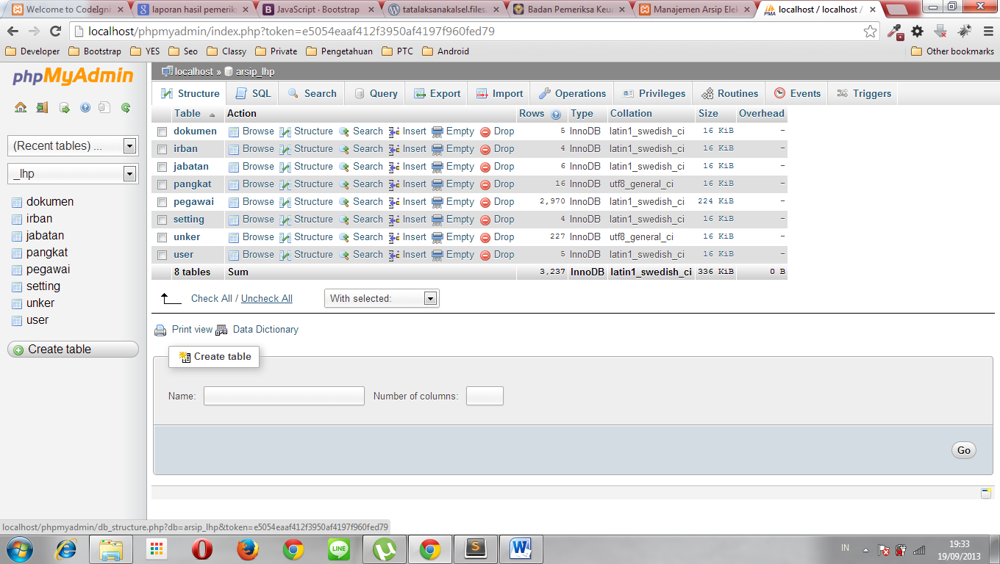 Welcome to CodeIgni
laporan hasil pemerik
JavaScript · Bootstrap
tatalaksanakalsel.files.
Badan Pemeriksa Keua
Manajemen Arsip Elek
PMA localhost / localhost /
localhost/phpmyadmin/index.php?token=e5054eaaf412f3950af4197f960fed79
Developer Bootstrap YES Seo Classy Private Pengetahuan PTC Android Other bookmarks
phpMyAdmin
(Recent tables) ...
_lhp
dokumen
irban
jabatan
pangkat
pegawai
setting
unker
user
Create table
localhost » arsip_lhp
Structure SQL Search Query Export Import Operations Privileges Routines Events Triggers
Table Action Rows Type Collation Size Overhead
dokumen Browse Structure Search Insert Empty Drop 5 InnoDB latin1_swedish_ci 16 KiB -
irban Browse Structure Search Insert Empty Drop 4 InnoDB latin1_swedish_ci 16 KiB -
jabatan Browse Structure Search Insert Empty Drop 6 InnoDB latin1_swedish_ci 16 KiB -
pangkat Browse Structure Search Insert Empty Drop 16 InnoDB utf8_general_ci 16 KiB -
pegawai Browse Structure Search Insert Empty Drop 2,970 InnoDB latin1_swedish_ci 224 KiB -
setting Browse Structure Search Insert Empty Drop 4 InnoDB latin1_swedish_ci 16 KiB -
unker Browse Structure Search Insert Empty Drop 227 InnoDB utf8_general_ci 16 KiB -
user Browse Structure Search Insert Empty Drop 5 InnoDB latin1_swedish_ci 16 KiB -
8 tables Sum 3,237 InnoDB latin1_swedish_ci 336 KiB 0 B
Check All / Uncheck All With selected:
Print view Data Dictionary
Create table
Name: Number of columns:
Go
localhost/phpmyadmin/db_structure.php?db=arsip_lhp&token=e5054eaaf412f3950af4197f960fed79
LINE
IN
19:33
19/09/2013